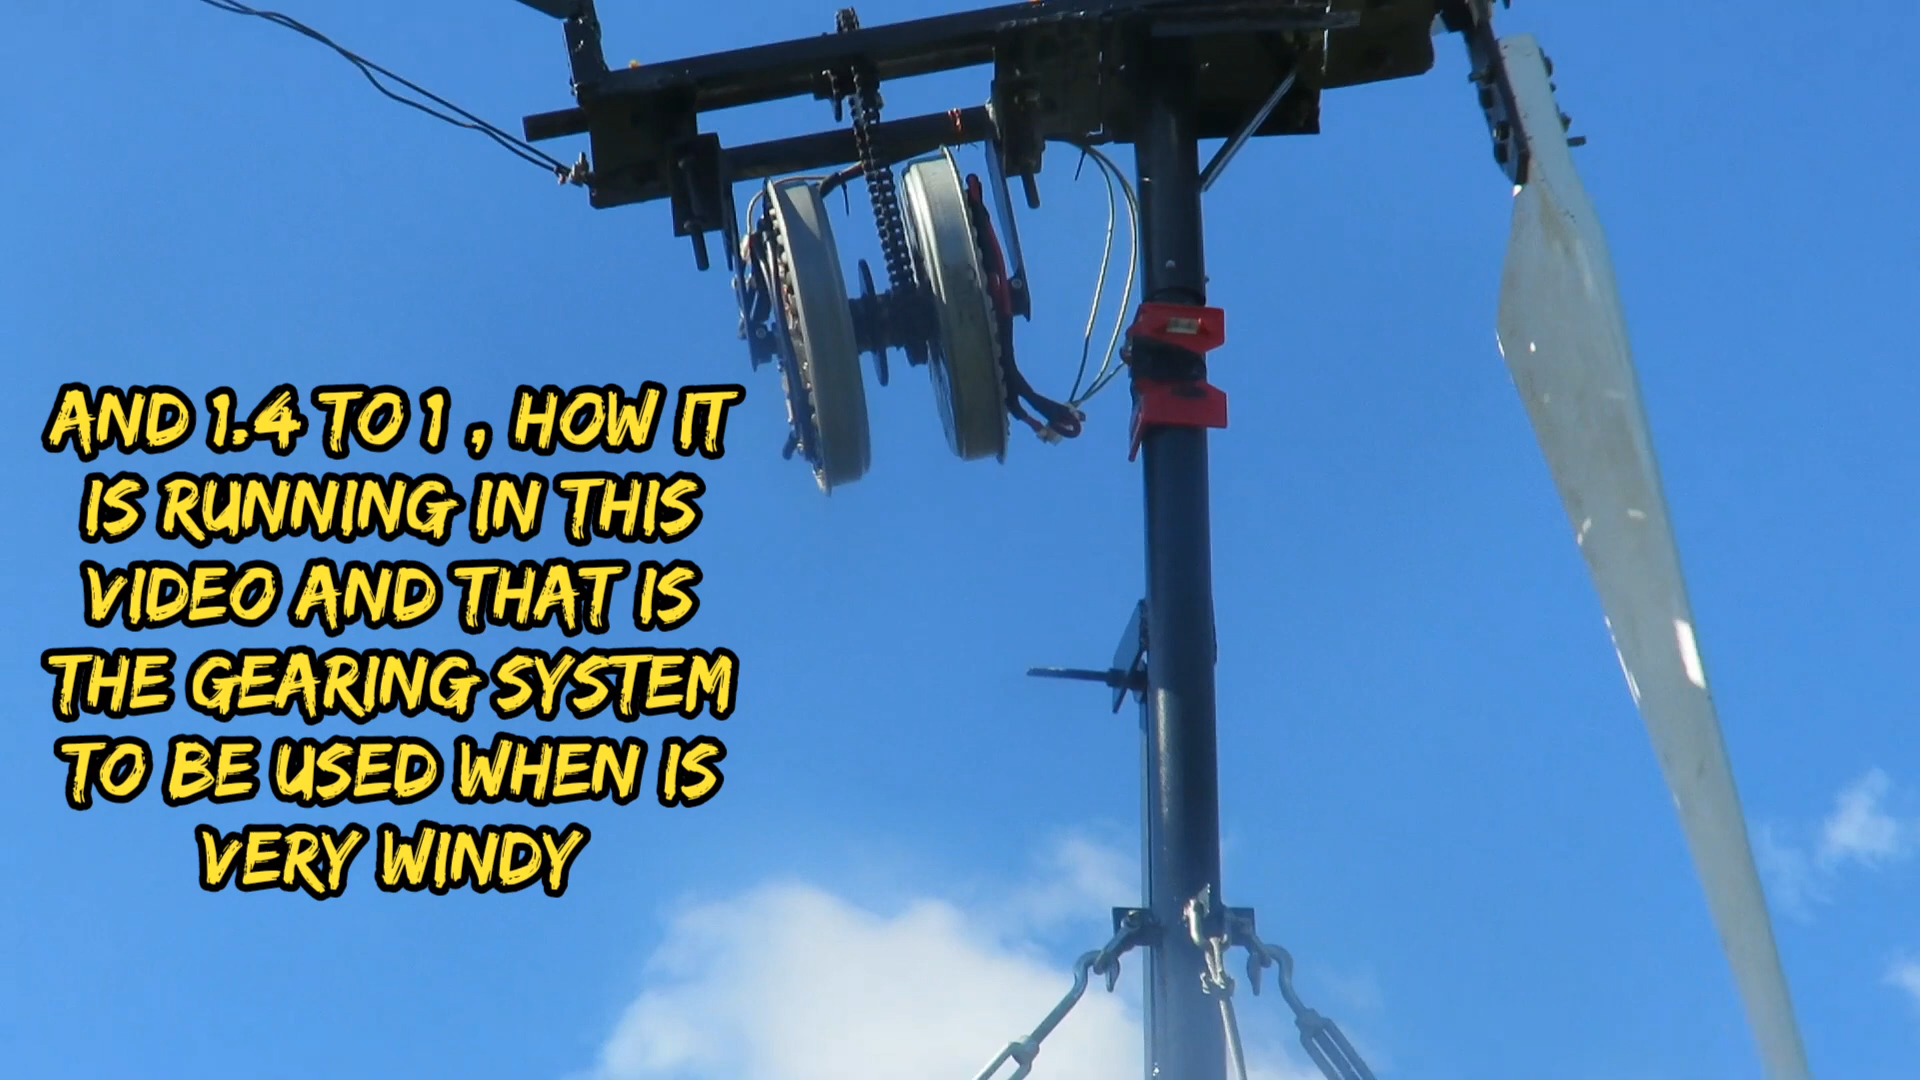 AND 1.4 TO 1 , HOW IT
IS RUNNING IN THIS
VIDEO AND THAT IS
THE GEARING SYSTEM
TO BE USED WHEN IS
VERY WINDY